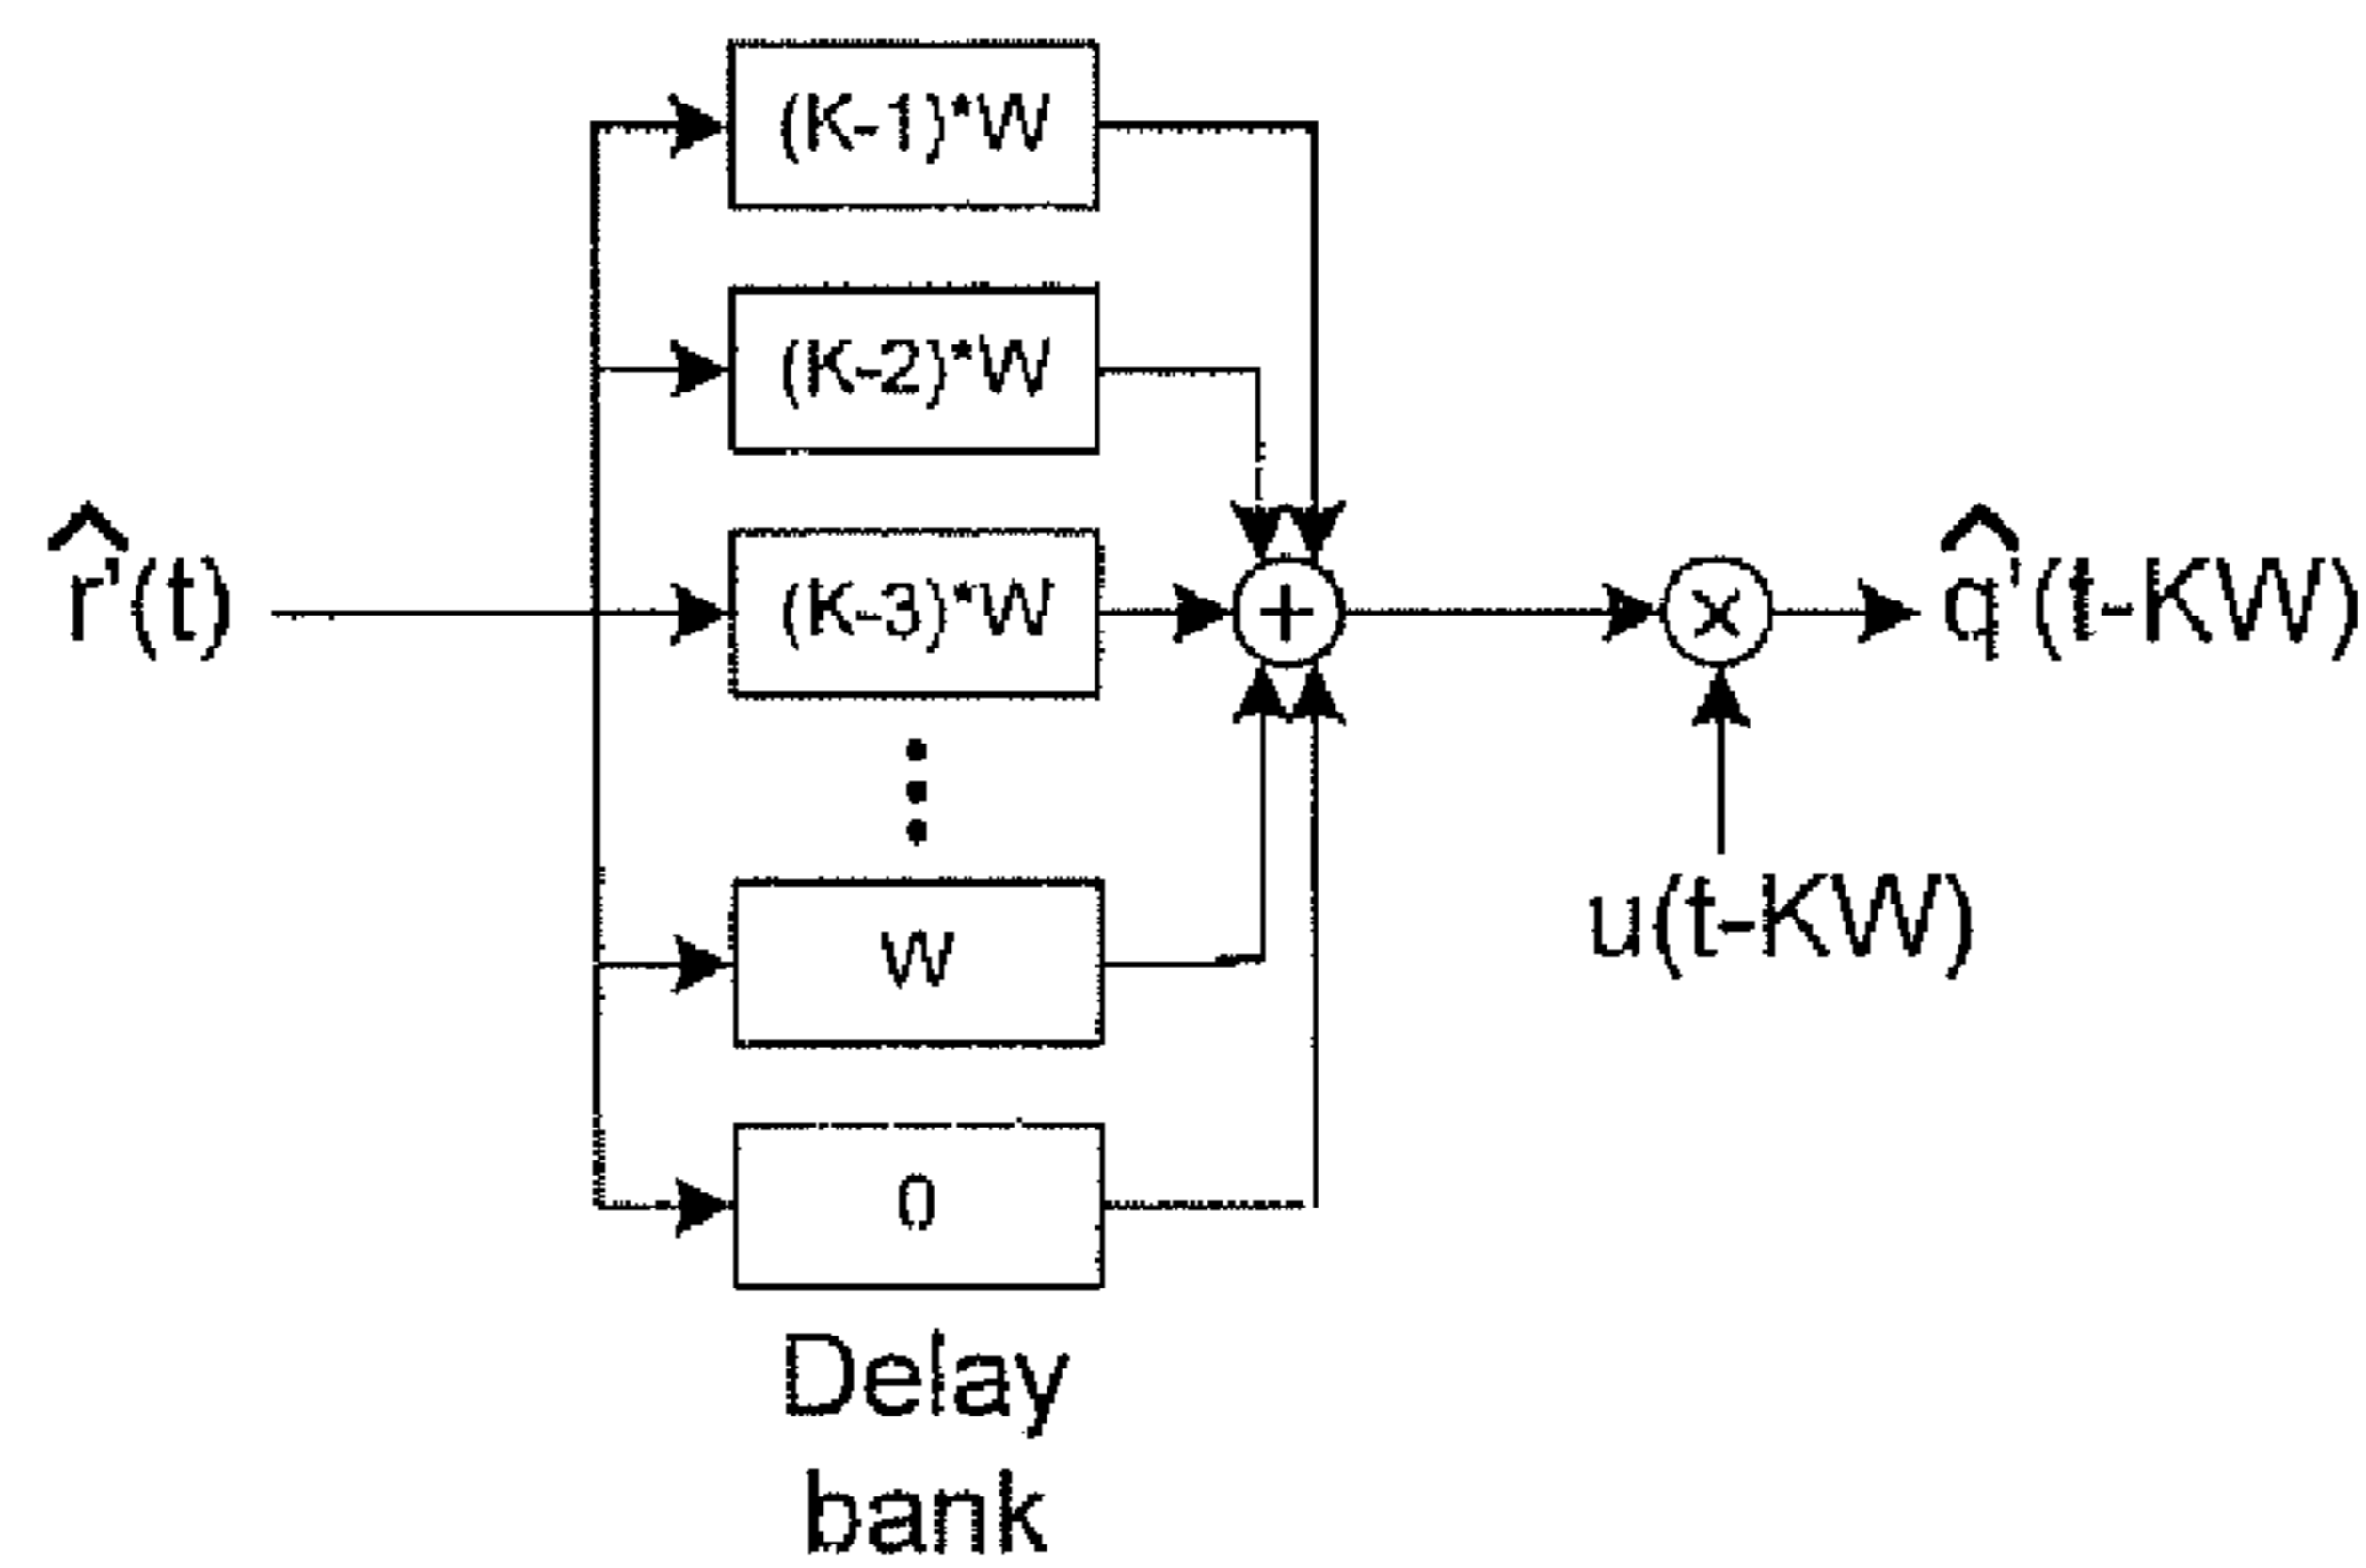 (K-1)*W
(K-2)*W
r̂'(t)
(K-3)*W
+
×
q̂'(t-KW)
W
u(t-KW)
0
Delay
bank